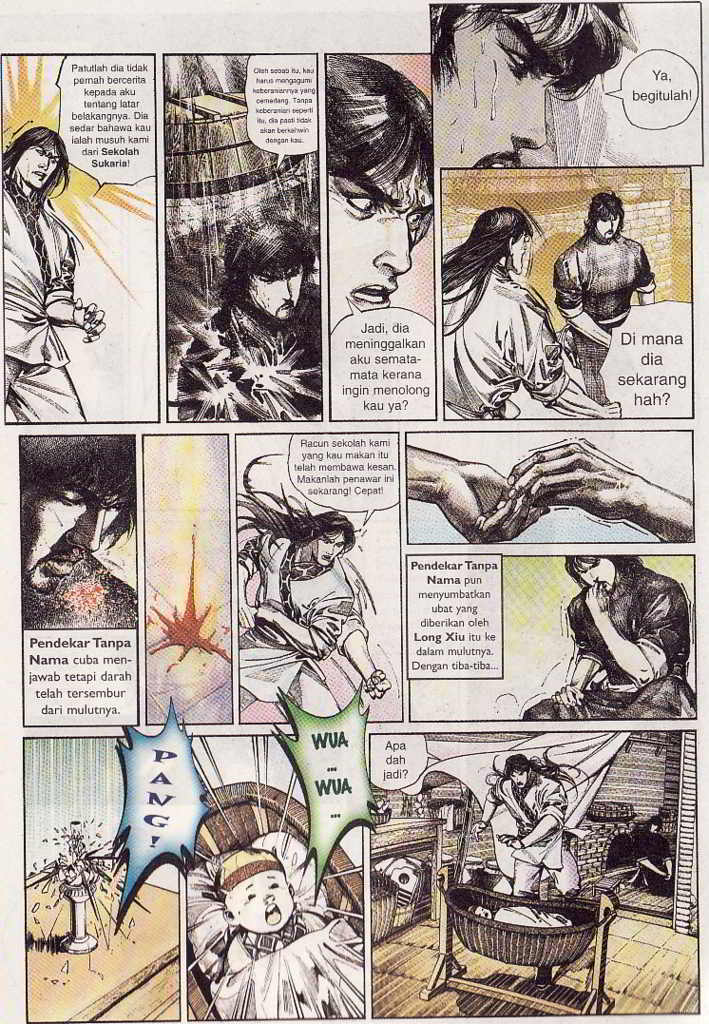 Patutlah dia tidak
pernah bercerita
kepada aku
tentang latar
belakangnya. Dia
sedar bahawa kau
ialah musuh kami
dari Sekolah
Sukaria!
Oleh sebab itu, kau
harus mengagumi
keberaniannya yang
cemerlang. Tanpa
keberanian seperti
itu, dia pasti tidak
akan berkahwin
dengan kau.
Jadi, dia
meninggalkan
aku semata-
mata kerana
ingin menolong
kau ya?
Ya,
begitulah!
Di mana
dia
sekarang
hah?
Pendekar Tanpa
Nama cuba men-
jawab tetapi darah
telah tersembur
dari mulutnya.
Racun sekolah kami
yang kau makan itu
telah membawa kesan.
Makanlah penawar ini
sekarang! Cepat!
Pendekar Tanpa
Nama pun
menyumbatkan
ubat yang
diberikan oleh
Long Xiu itu ke
dalam mulutnya.
Dengan tiba-tiba...
PANG!
WUA
...
WUA
...
Apa
dah
jadi?